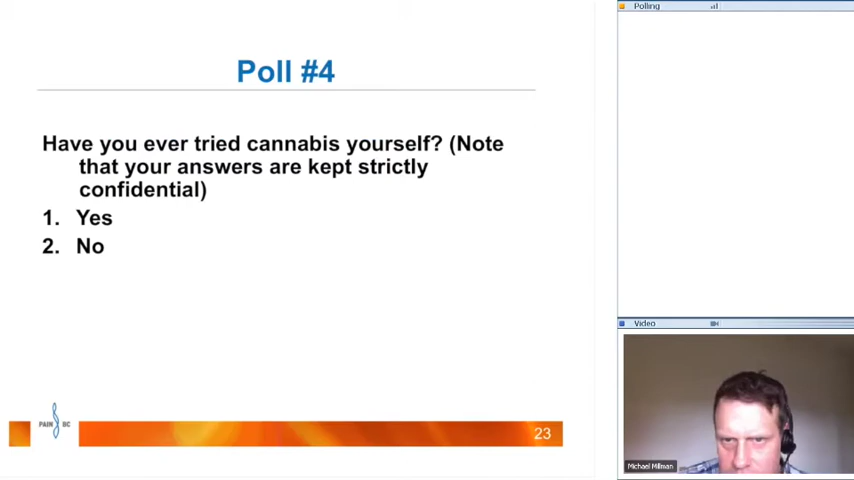 Poll #4
Have you ever tried cannabis yourself? (Note
that your answers are kept strictly
confidential)
1. Yes
2. No
PAIN BC
23
Polling
Video
Michael Millman